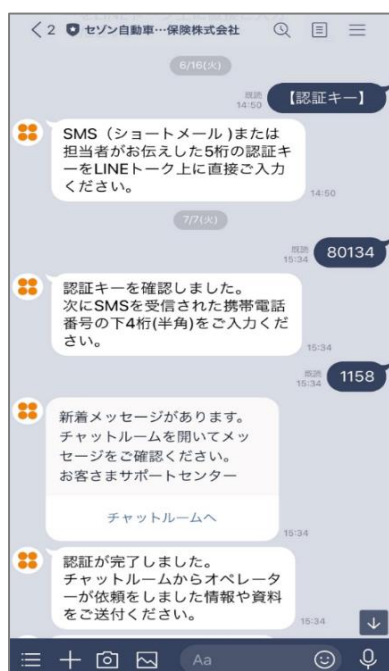 2 セゾン自動車…保険株式会社
6/16(火)
【認証キー】
既読
14:50
SMS（ショートメール )または
担当者がお伝えした5桁の認証キ
ーをLINEトーク上に直接ご入力
ください。
14:50
7/7(火)
80134
既読
15:34
認証キーを確認しました。
次にSMSを受信された携帯電話
番号の下4桁(半角)をご入力くだ
さい。
15:34
1158
既読
15:34
新着メッセージがあります。
チャットルームを開いてメッ
セージをご確認ください。
お客さまサポートセンター
チャットルームへ
15:34
認証が完了しました。
チャットルームからオペレータ
ーが依頼をしました情報や資料
をご送付ください。
15:34
Aa